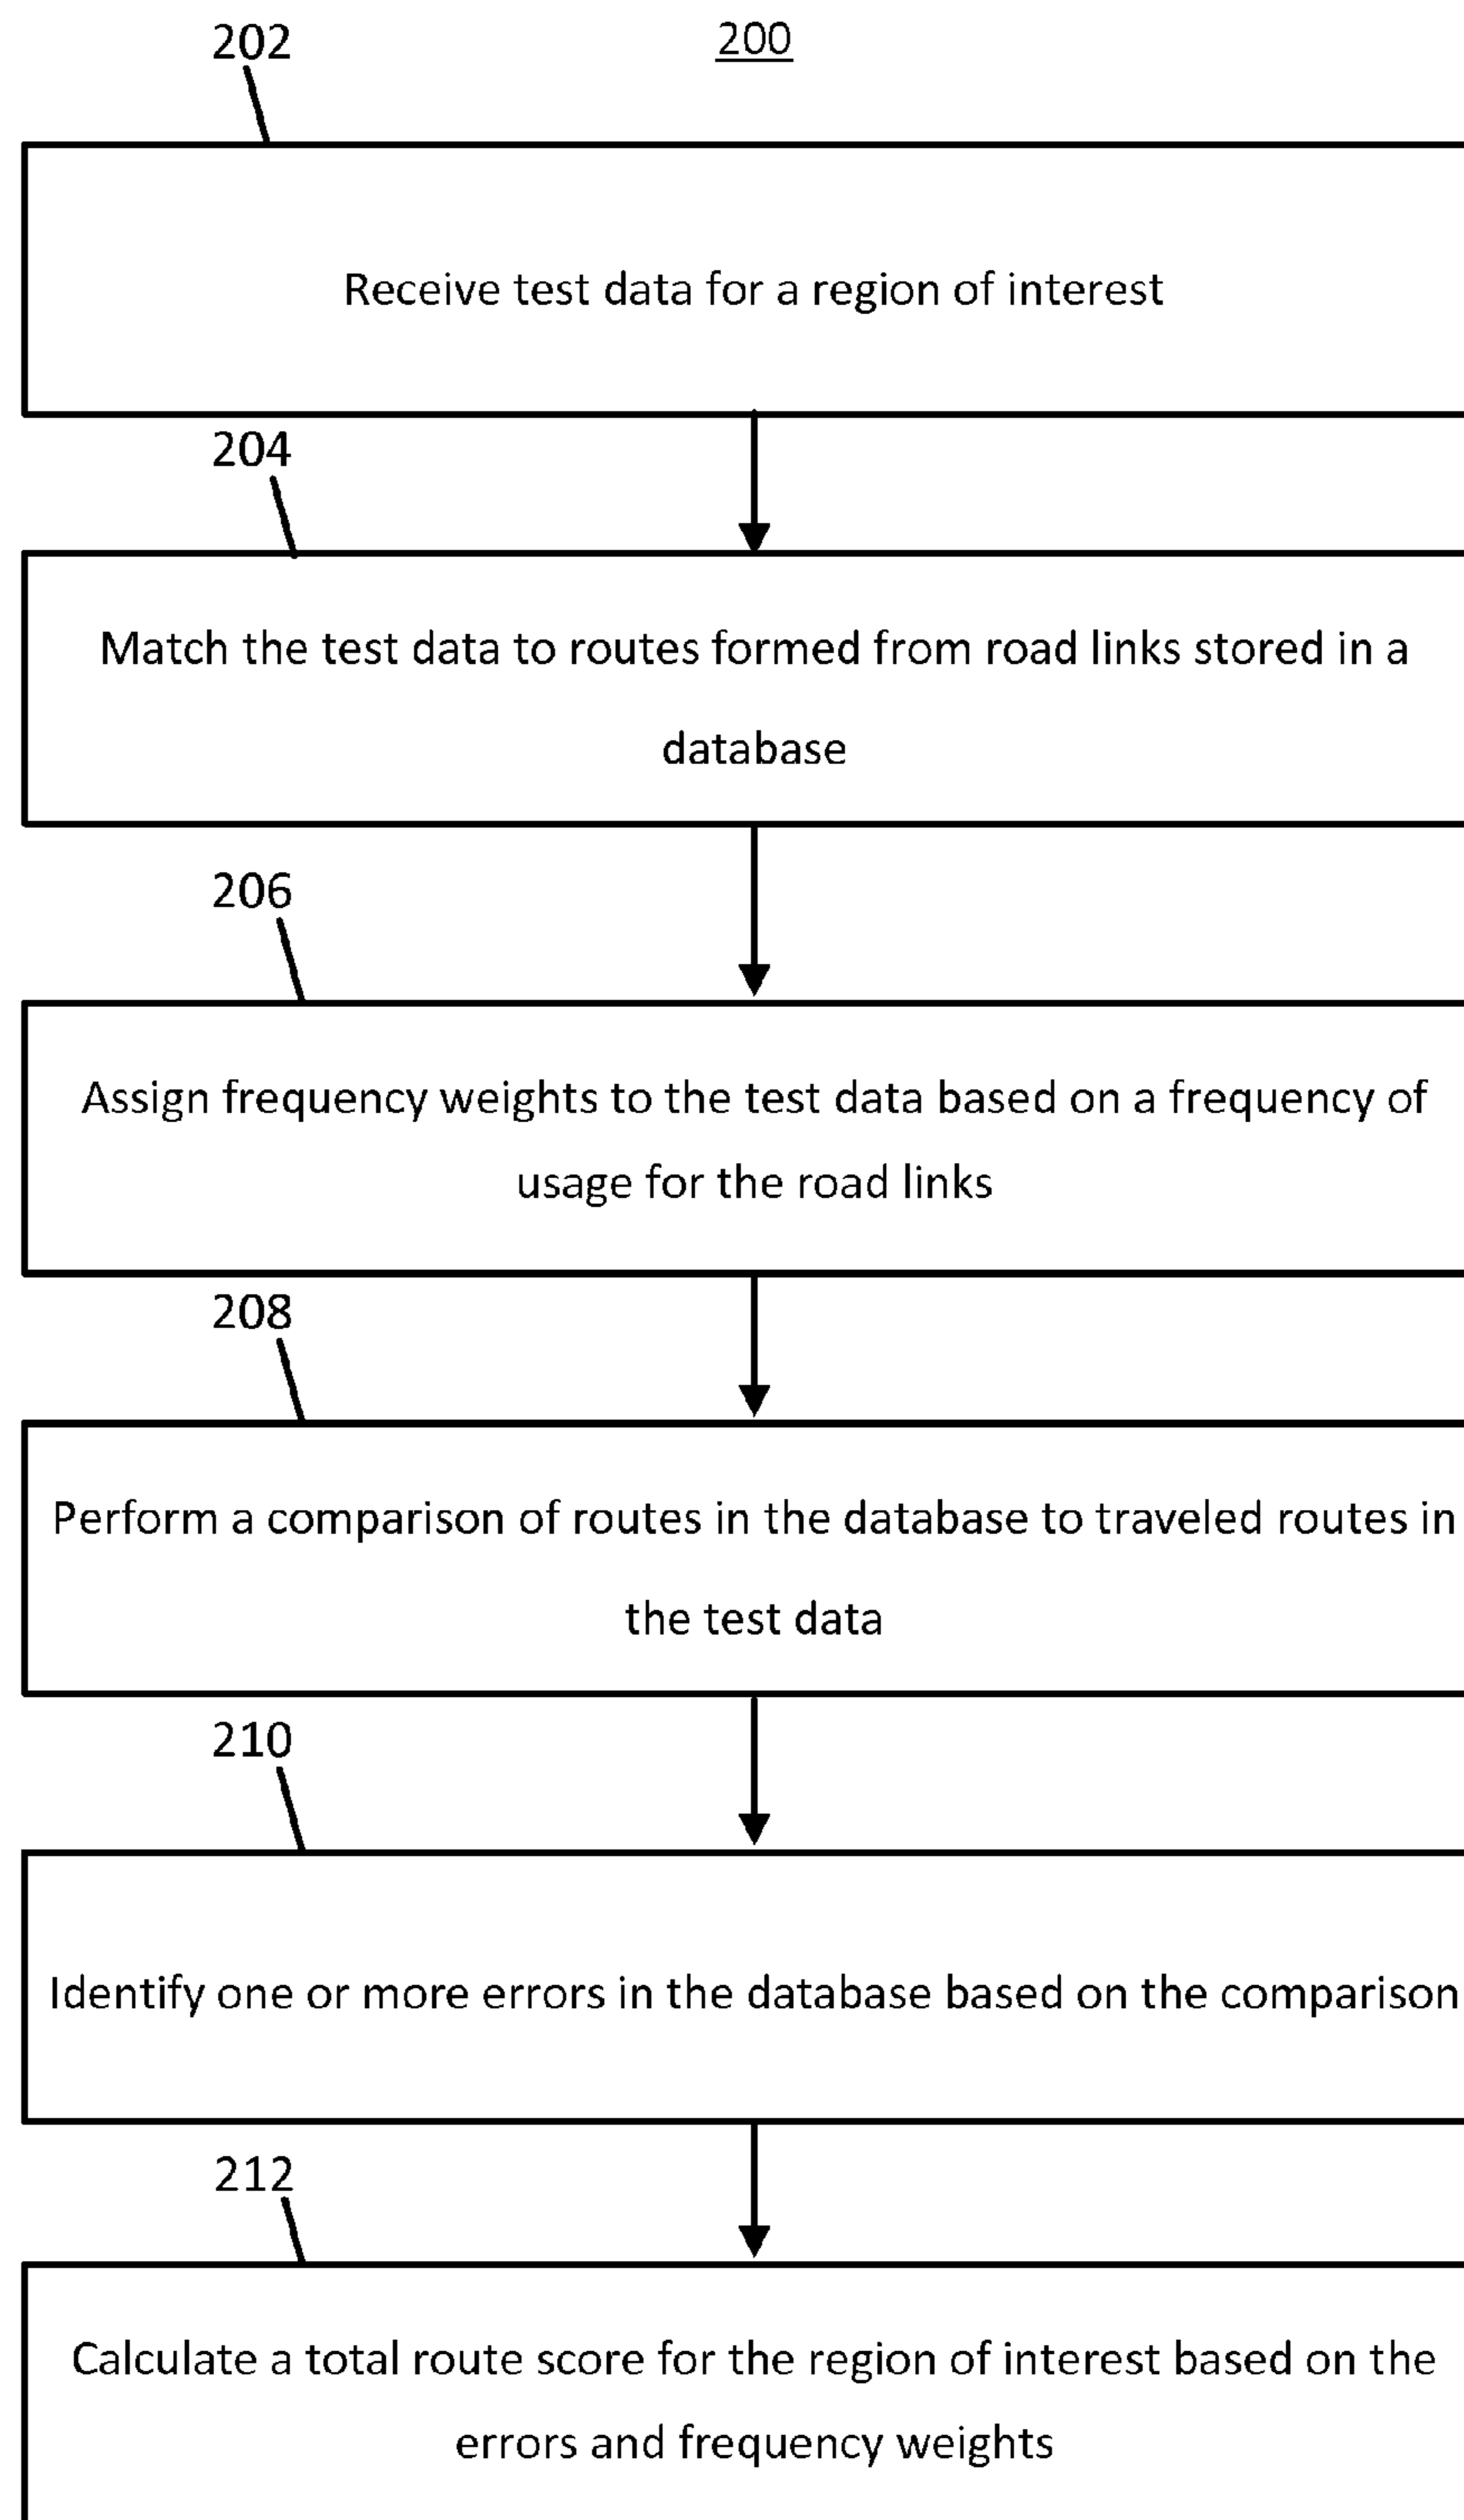 202
200
Receive test data for a region of interest
204
Match the test data to routes formed from road links stored in a
database
206
Assign frequency weights to the test data based on a frequency of
usage for the road links
208
Perform a comparison of routes in the database to traveled routes in
the test data
210
Identify one or more errors in the database based on the comparison
212
Calculate a total route score for the region of interest based on the
errors and frequency weights